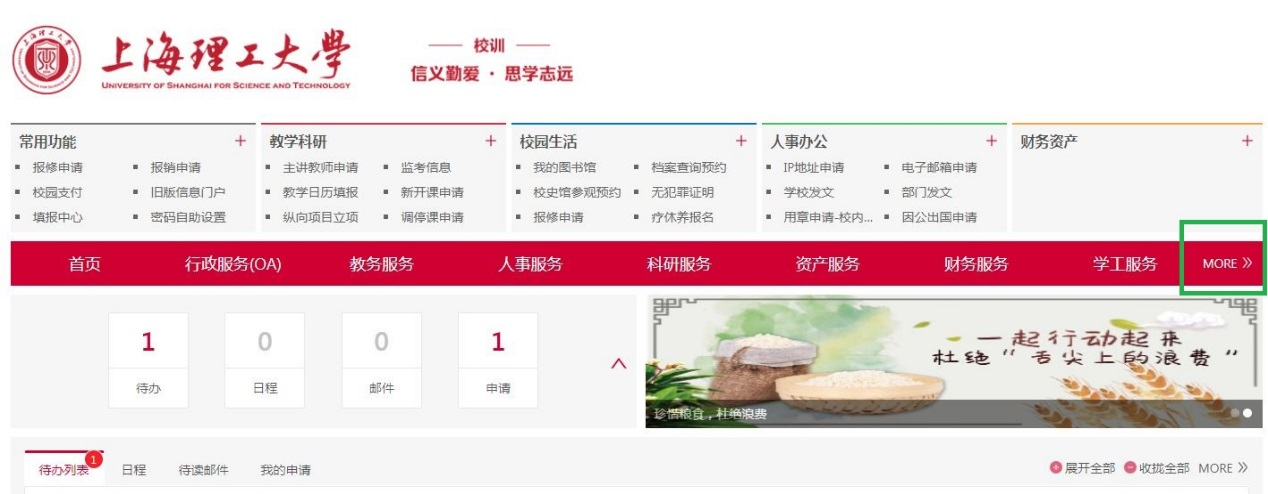 上海理工大學
UNIVERSITY OF SHANGHAI FOR SCIENCE AND TECHNOLOGY
校训
信义勤爱 · 思学志远
常用功能 +
报修申请 报销申请
校园支付 旧版信息门户
填报中心 密码自助设置
教学科研 +
主讲教师申请 监考信息
教学日历填报 新开课申请
纵向项目立项 调停课申请
校园生活 +
我的图书馆 档案查询预约
校史馆参观预约 无犯罪证明
报修申请 疗休养报名
人事办公 +
IP地址申请 电子邮箱申请
学校发文 部门发文
用章申请-校内... 因公出国申请
财务资产 +
首页 行政服务(OA) 教务服务 人事服务 科研服务 资产服务 财务服务 学工服务 MORE »
1 0 0 1
待办 日程 邮件 申请
一起行动起来
杜绝“舌尖上的浪费”
珍惜粮食，杜绝浪费
待办列表 1 日程 待读邮件 我的申请 展开全部 收拢全部 MORE »